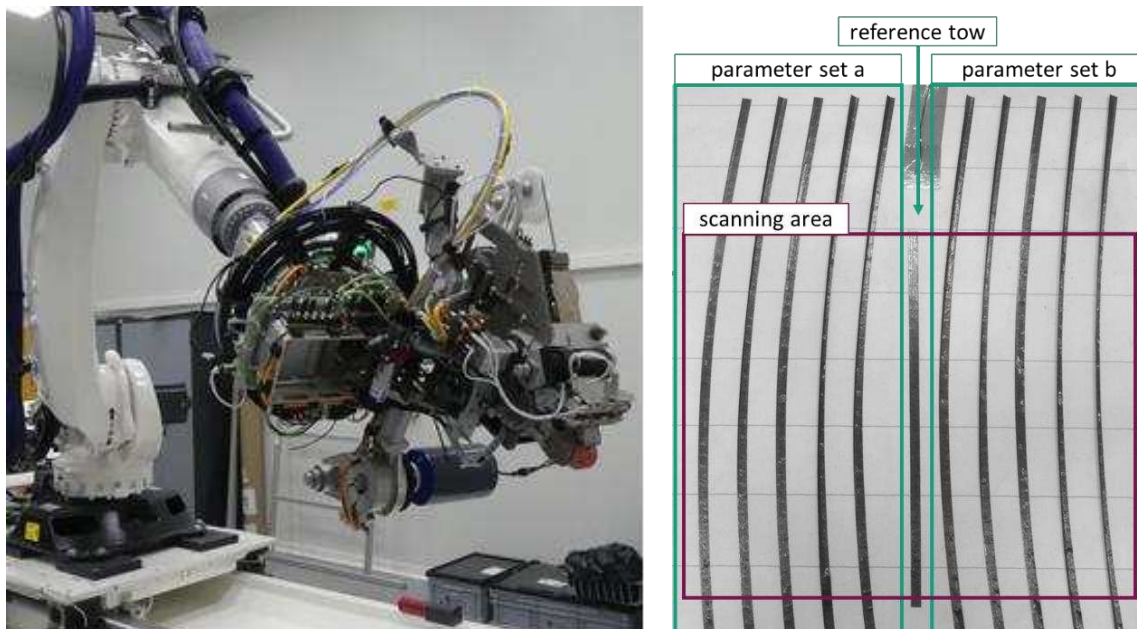 reference tow
parameter set a
parameter set b
scanning area